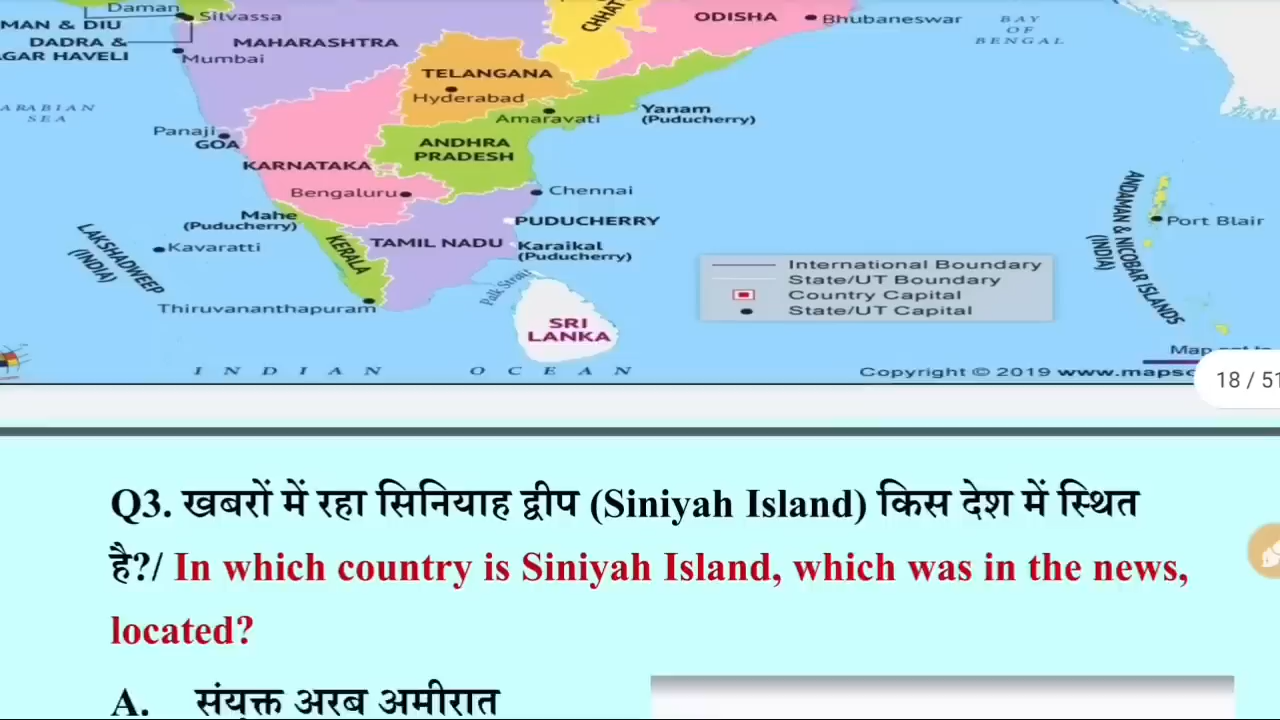 Daman
Silvassa
MAN & DIU
DADRA &
GAR HAVELI
MAHARASHTRA
Mumbai
CHHAT
ODISHA
Bhubaneswar
BAY
OF
BENGAL
ARABIAN
SEA
TELANGANA
Hyderabad
Amaravati
Yanam
(Puducherry)
Panaji
GOA
KARNATAKA
ANDHRA
PRADESH
Bengaluru
Chennai
Mahe
(Puducherry)
PUDUCHERRY
LAKSHADWEEP
(INDIA)
Kavaratti
KERALA
TAMIL NADU
Karaikal
(Puducherry)
Palk Strait
Thiruvananthapuram
SRI
LANKA
ANDAMAN & NICOBAR ISLANDS
(INDIA)
Port Blair
International Boundary
State/UT Boundary
Country Capital
State/UT Capital
INDIAN OCEAN
Map
Copyright © 2019 www.mapsc
18 / 51
Q3. खबरों में रहा सिनियाह द्वीप (Siniyah Island) किस देश में स्थित
है?/ In which country is Siniyah Island, which was in the news,
located?
A. संयुक्त अरब अमीरात